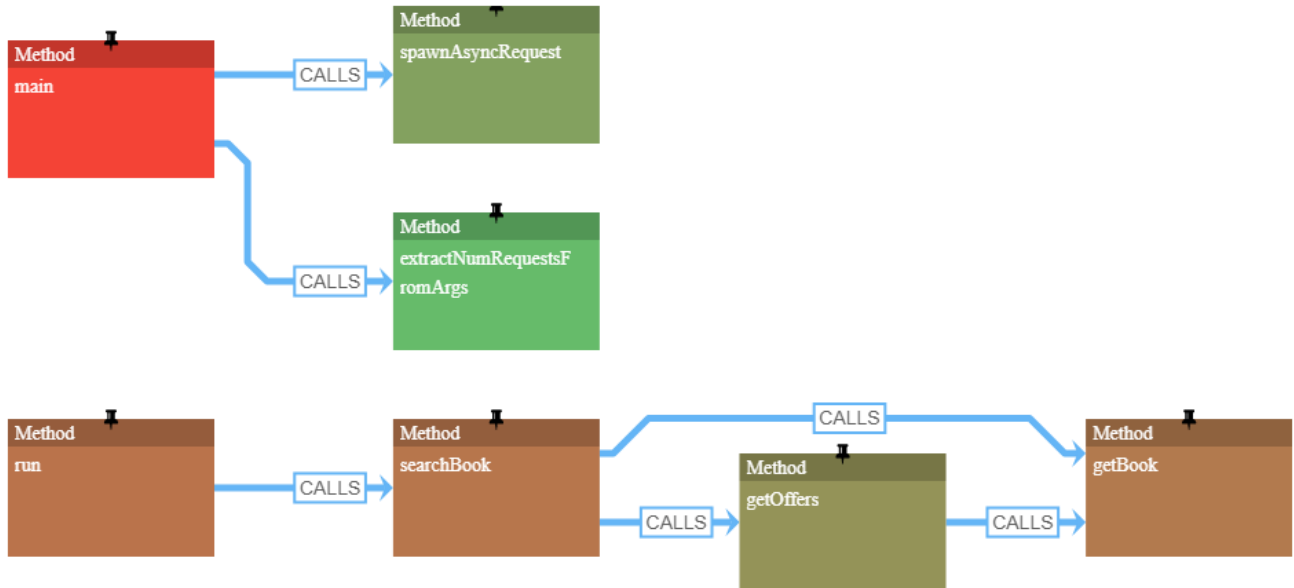 Method
main
CALLS
Method
spawnAsyncRequest
CALLS
Method
extractNumRequestsF
romArgs
Method
run
CALLS
Method
searchBook
CALLS
CALLS
Method
getOffers
CALLS
Method
getBook